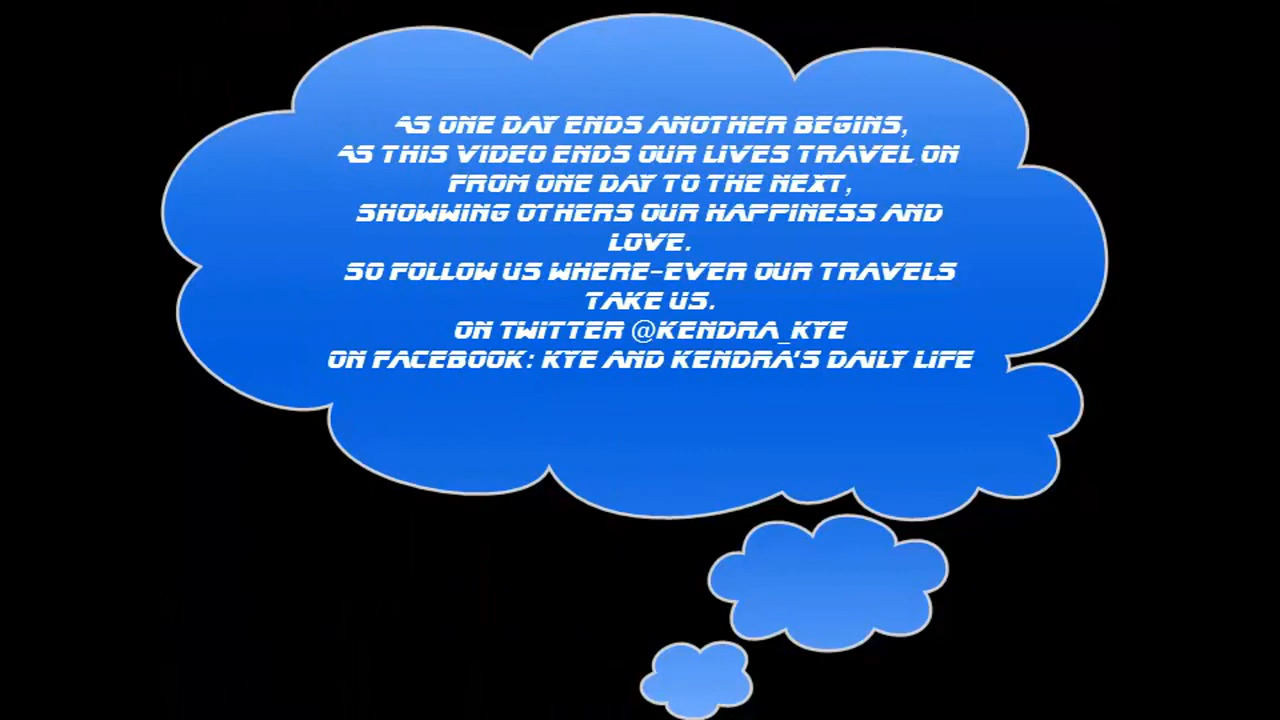 AS ONE DAY ENDS ANOTHER BEGINS,
AS THIS VIDEO ENDS OUR LIVES TRAVEL ON
FROM ONE DAY TO THE NEXT,
SHOWWING OTHERS OUR HAPPINESS AND
LOVE.
SO FOLLOW US WHERE-EVER OUR TRAVELS
TAKE US.
ON TWITTER @KENDRA_KYE
ON FACEBOOK: KYE AND KENDRA'S DAILY LIFE